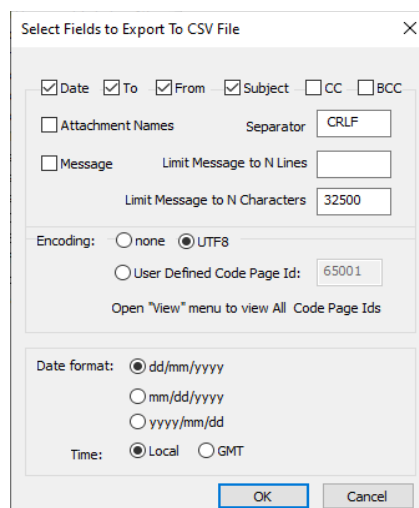 Select Fields to Export To CSV File
Date To From Subject CC BCC
Attachment Names Separator CRLF
Message Limit Message to N Lines
Limit Message to N Characters 32500
Encoding: none UTF8
User Defined Code Page Id: 65001
Open "View" menu to view All Code Page Ids
Date format: dd/mm/yyyy
mm/dd/yyyy
yyyy/mm/dd
Time: Local GMT
OK Cancel